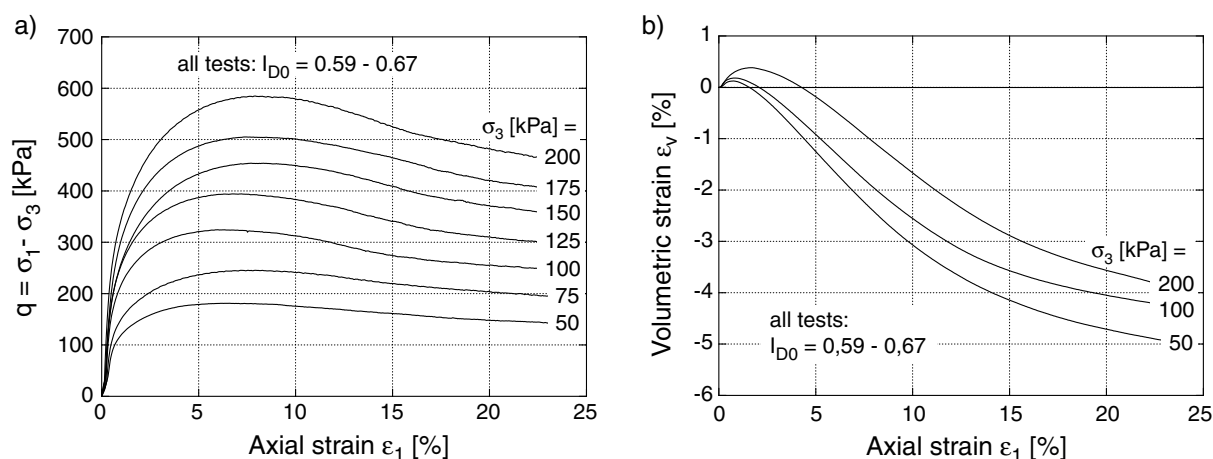 a)
700
600
500
400
300
200
100
0
q = σ1 - σ3 [kPa]
all tests: ID0 = 0.59 - 0.67
σ3 [kPa] =
200
175
150
125
100
75
50
0 5 10 15 20 25
Axial strain ε1 [%]
b)
1
0
-1
-2
-3
-4
-5
-6
Volumetric strain εv [%]
σ3 [kPa] =
200
100
50
all tests:
ID0 = 0,59 - 0,67
0 5 10 15 20 25
Axial strain ε1 [%]